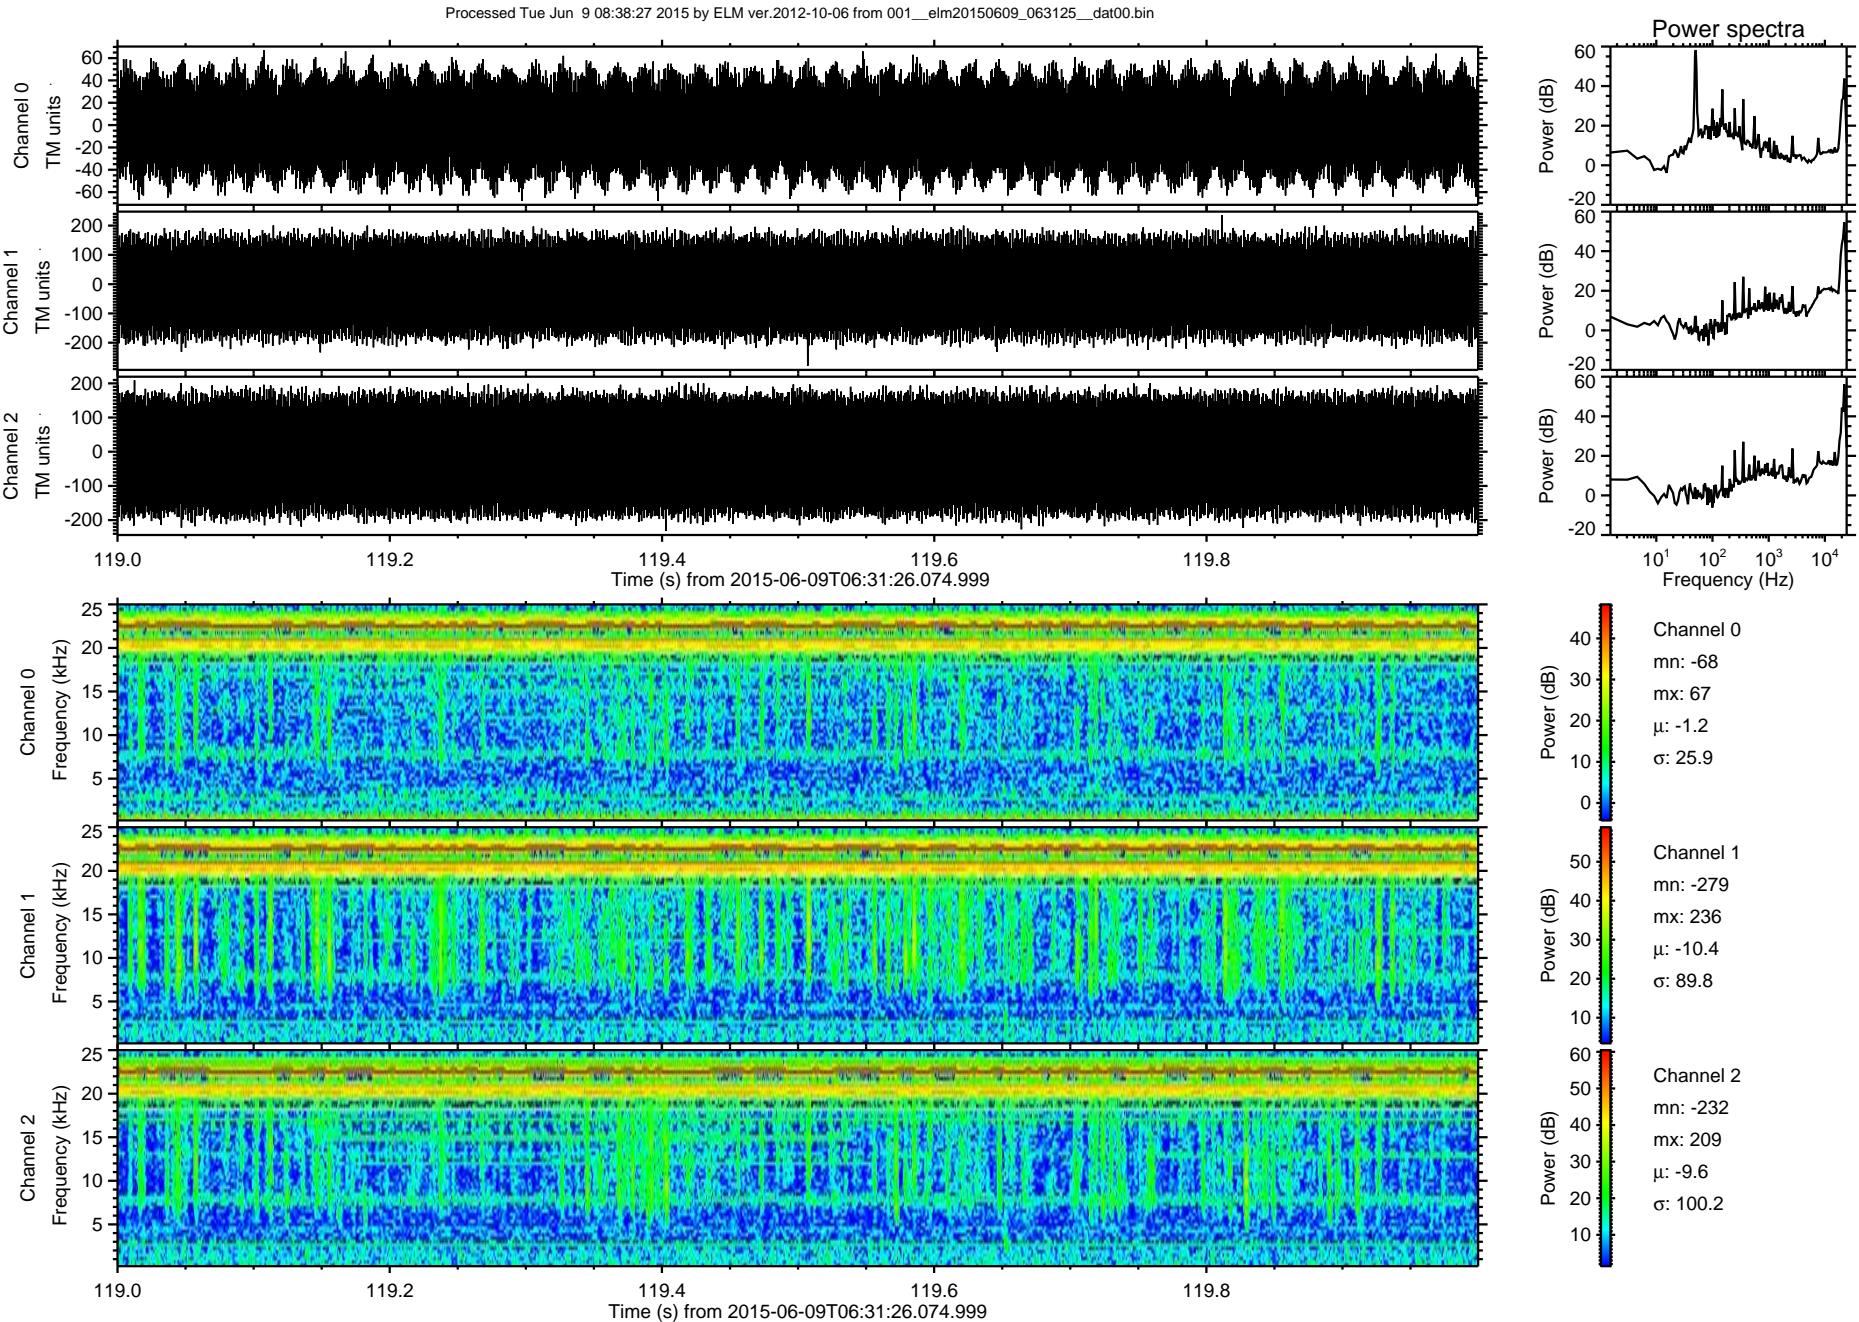 Processed Tue Jun  9 08:38:27 2015 by ELM ver.2012-10-06 from 001__elm20150609_063125__dat00.bin
Power spectra
Channel 0
TM units
60
40
20
0
-20
-40
-60
Power (dB)
60
40
20
0
-20
Channel 1
TM units
200
100
0
-100
-200
Power (dB)
60
40
20
0
-20
Channel 2
TM units
200
100
0
-100
-200
Power (dB)
60
40
20
0
-20
119.0 119.2 119.4 119.6 119.8
Time (s) from 2015-06-09T06:31:26.074.999
10¹ 10² 10³ 10⁴
Frequency (Hz)
Channel 0
Frequency (kHz)
25
20
15
10
5
Power (dB)
40
30
20
10
0
Channel 0
mn: -68
mx: 67
μ: -1.2
σ: 25.9
Channel 1
Frequency (kHz)
25
20
15
10
5
Power (dB)
50
40
30
20
10
Channel 1
mn: -279
mx: 236
μ: -10.4
σ: 89.8
Channel 2
Frequency (kHz)
25
20
15
10
5
Power (dB)
60
50
40
30
20
10
Channel 2
mn: -232
mx: 209
μ: -9.6
σ: 100.2
119.0 119.2 119.4 119.6 119.8
Time (s) from 2015-06-09T06:31:26.074.999